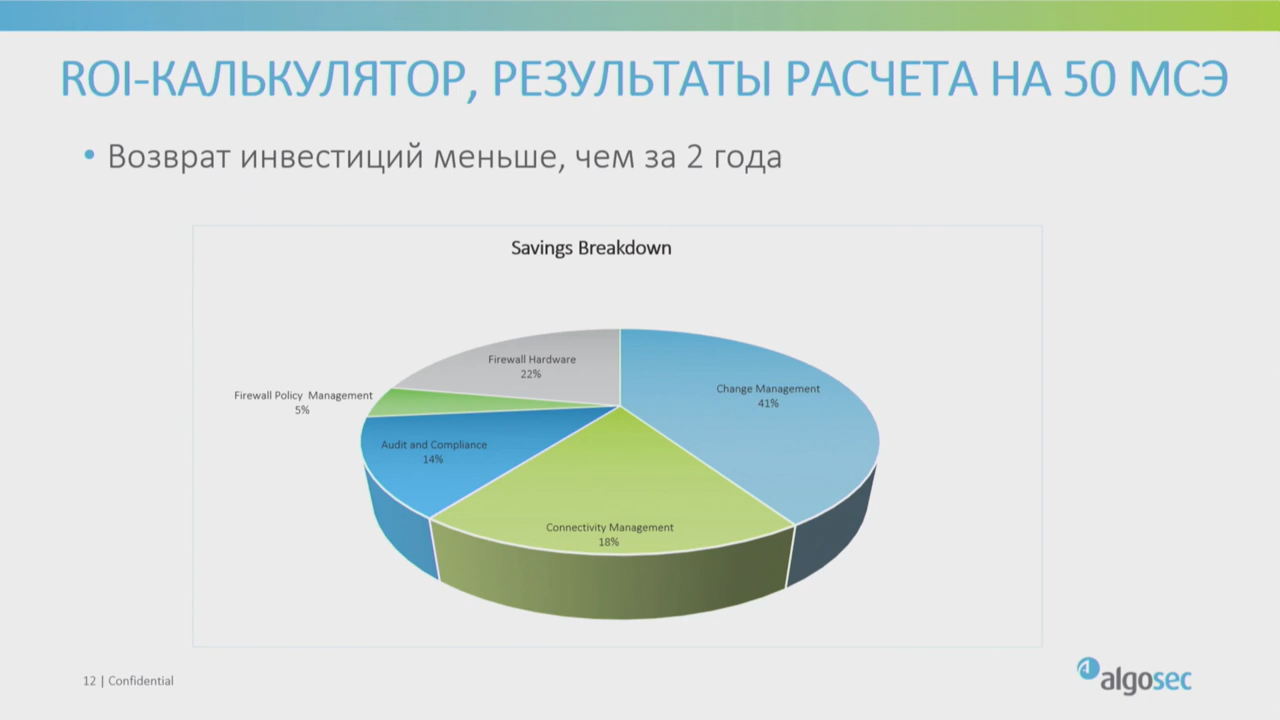 ROI-КАЛЬКУЛЯТОР, РЕЗУЛЬТАТЫ РАСЧЕТА НА 50 МСЭ
• Возврат инвестиций меньше, чем за 2 года
Savings Breakdown
Firewall Hardware
22%
Change Management
41%
Firewall Policy Management
5%
Audit and Compliance
14%
Connectivity Management
18%
12 | Confidential
algosec